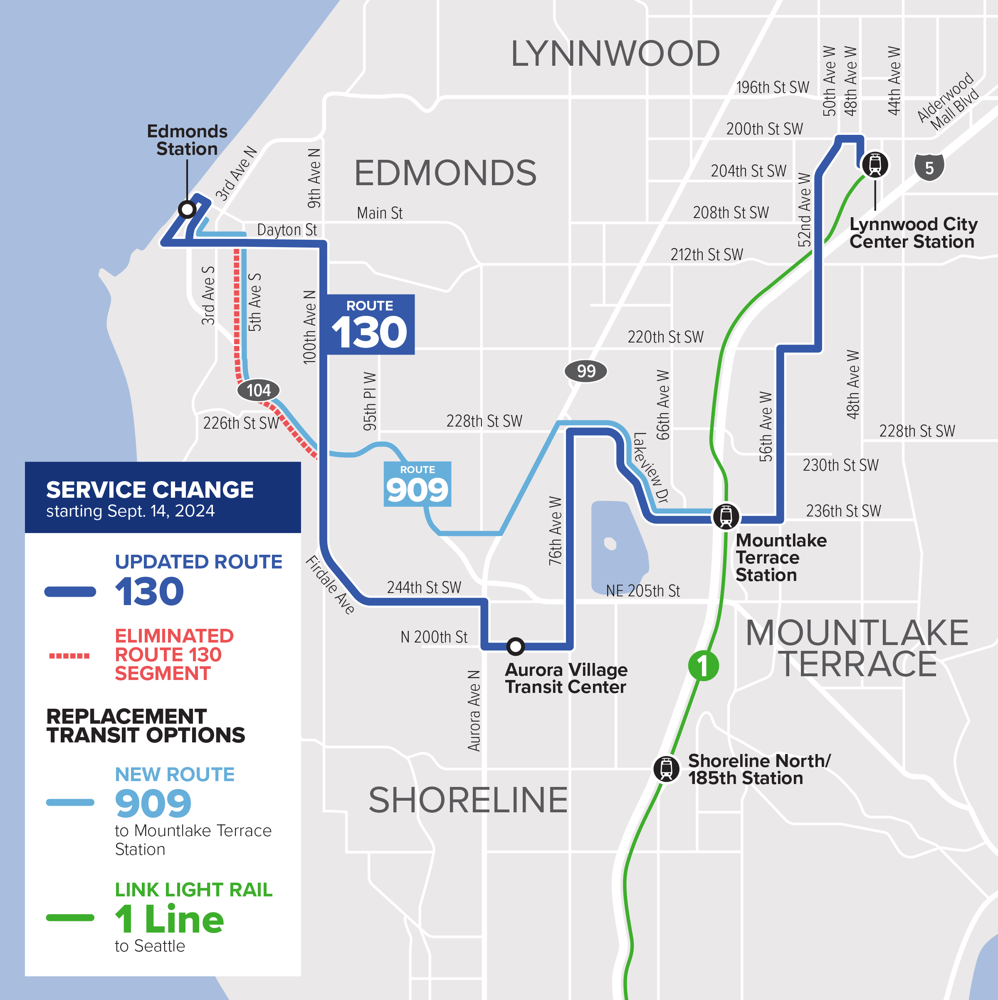 LYNNWOOD
196th St SW
50th Ave W
48th Ave W
44th Ave W
Alderwood
Mall Blvd
200th St SW
Edmonds
Station
3rd Ave N
9th Ave N
EDMONDS
204th St SW
5
52nd Ave W
Main St
208th St SW
Dayton St
Lynnwood City
Center Station
212th St SW
3rd Ave S
5th Ave S
100th Ave N
ROUTE
130
220th St SW
99
104
95th Pl W
66th Ave W
56th Ave W
48th Ave W
226th St SW
228th St SW
Lakeview Dr
228th St SW
230th St SW
ROUTE
909
76th Ave W
236th St SW
Mountlake
Terrace
Station
Firdale Ave
244th St SW
NE 205th St
N 200th St
MOUNTLAKE
TERRACE
Aurora Village
Transit Center
1
Aurora Ave N
Shoreline North/
185th Station
SHORELINE
SERVICE CHANGE
starting Sept. 14, 2024
UPDATED ROUTE
130
ELIMINATED
ROUTE 130
SEGMENT
REPLACEMENT
TRANSIT OPTIONS
NEW ROUTE
909
to Mountlake Terrace
Station
LINK LIGHT RAIL
1 Line
to Seattle